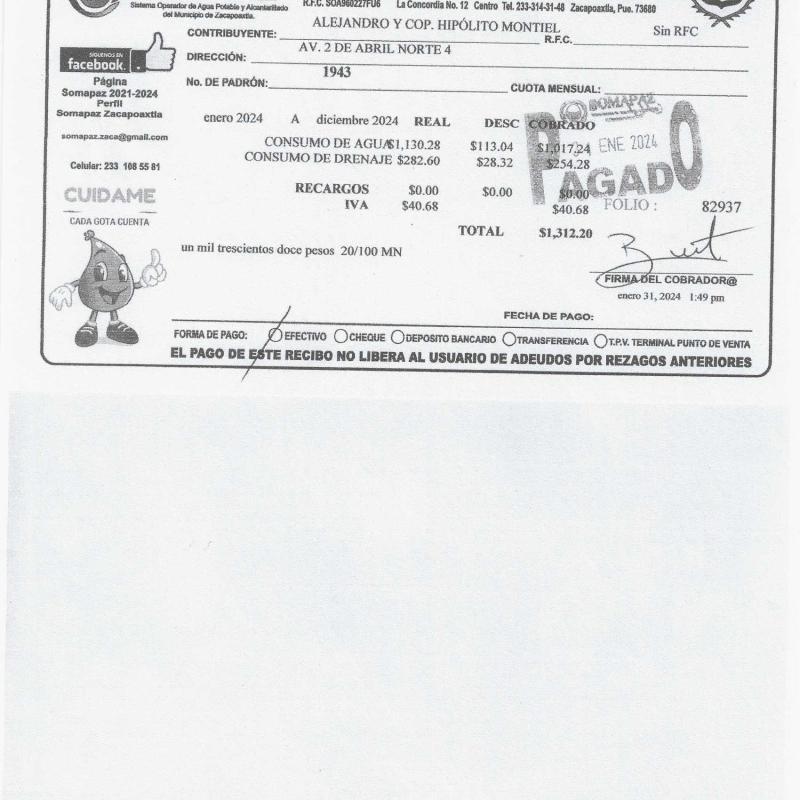 Sistema Operador de Agua Potable y Alcantarillado
del Municipio de Zacapoaxtla.
R.F.C. SOA960227FU6 La Concordia No. 12 Centro Tel. 233-314-31-48 Zacapoaxtla, Pue. 73680
CONTRIBUYENTE: ALEJANDRO Y COP. HIPÓLITO MONTIEL R.F.C. Sin RFC
DIRECCIÓN: AV. 2 DE ABRIL NORTE 4
No. DE PADRÓN: 1943 CUOTA MENSUAL:
SIGUENOS EN
facebook.
Página
Somapaz 2021-2024
Perfil
Somapaz Zacapoaxtla
somapaz.zaca@gmail.com
Celular: 233 108 55 81
CUIDAME
CADA GOTA CUENTA
enero 2024 A diciembre 2024 REAL DESC COBRADO
CONSUMO DE AGUA $1,130.28 $113.04 $1,017.24
CONSUMO DE DRENAJE $282.60 $28.32 $254.28
RECARGOS $0.00 $0.00 $0.00
IVA $40.68 $40.68
SOMAPAZ
ENE 2024
PAGADO
FOLIO : 82937
TOTAL $1,312.20
un mil trescientos doce pesos 20/100 MN
FIRMA DEL COBRADOR@
enero 31, 2024 1:49 pm
FECHA DE PAGO:
FORMA DE PAGO: EFECTIVO CHEQUE DEPOSITO BANCARIO TRANSFERENCIA T.P.V. TERMINAL PUNTO DE VENTA
EL PAGO DE ESTE RECIBO NO LIBERA AL USUARIO DE ADEUDOS POR REZAGOS ANTERIORES